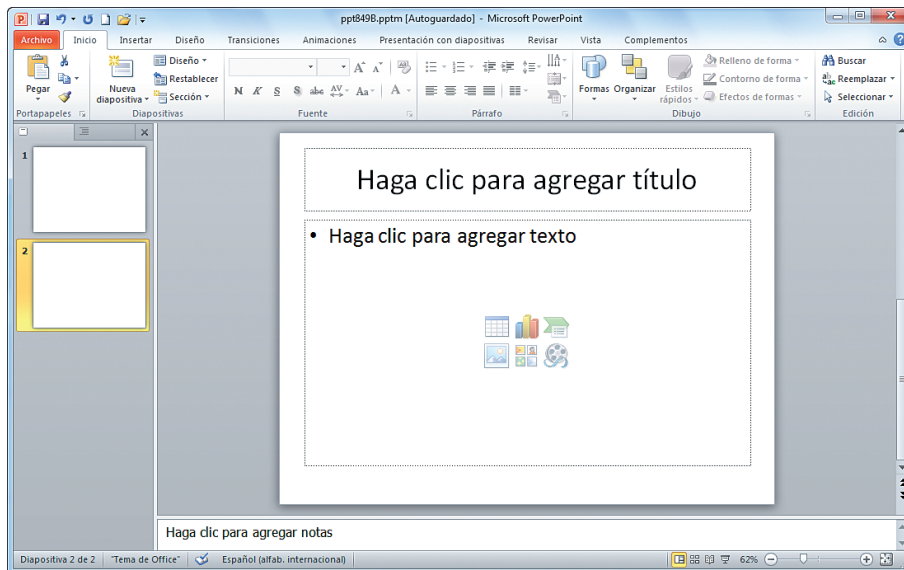 ppt849B.pptm [Autoguardado] - Microsoft PowerPoint
Archivo Inicio Insertar Diseño Transiciones Animaciones Presentación con diapositivas Revisar Vista Complementos
Pegar
Portapapeles
Nueva diapositiva
Diseño
Restablecer
Sección
Diapositivas
N K S S abc AV Aa A
Fuente
Párrafo
Formas
Organizar
Estilos rápidos
Relleno de forma
Contorno de forma
Efectos de formas
Dibujo
Buscar
Reemplazar
Seleccionar
Edición
1
2
Haga clic para agregar título
• Haga clic para agregar texto
Haga clic para agregar notas
Diapositiva 2 de 2 "Tema de Office" Español (alfab. internacional) 62%